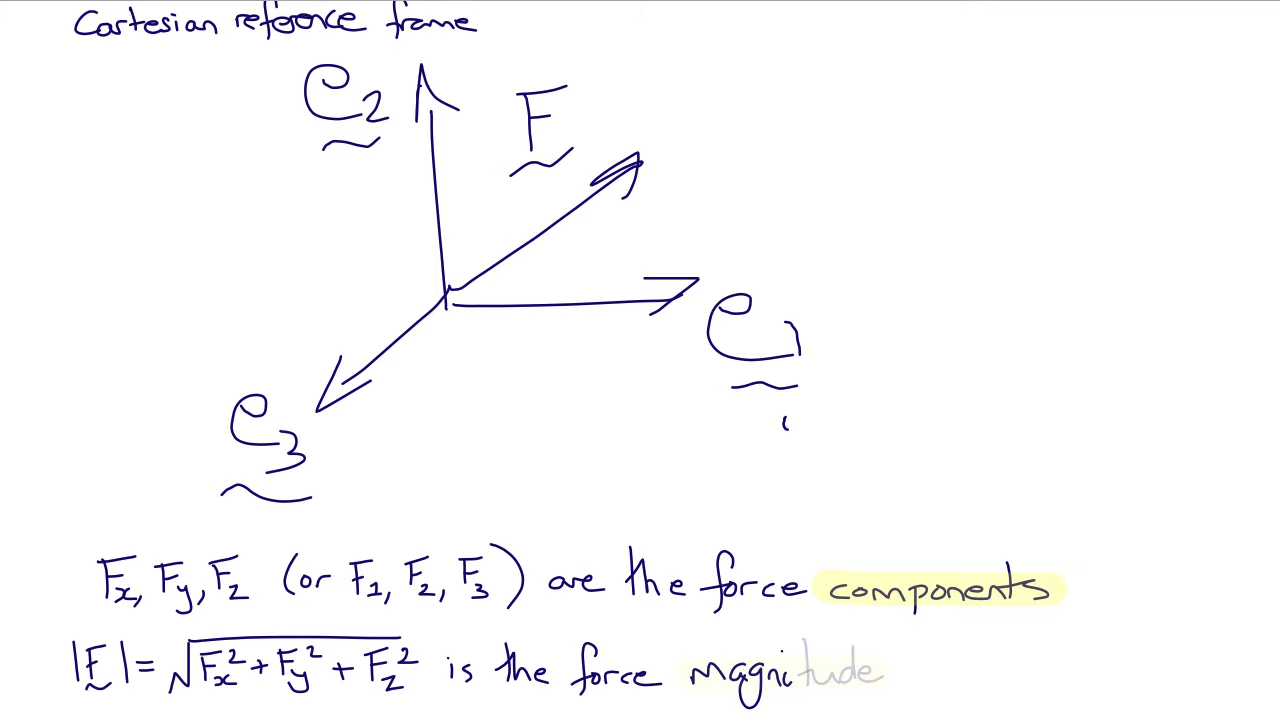 Cartesian reference frame
e2
F
e1
e3
Fx, Fy, Fz (or F1, F2, F3) are the force components
|F| = √Fx² + Fy² + Fz² is the force magnitude